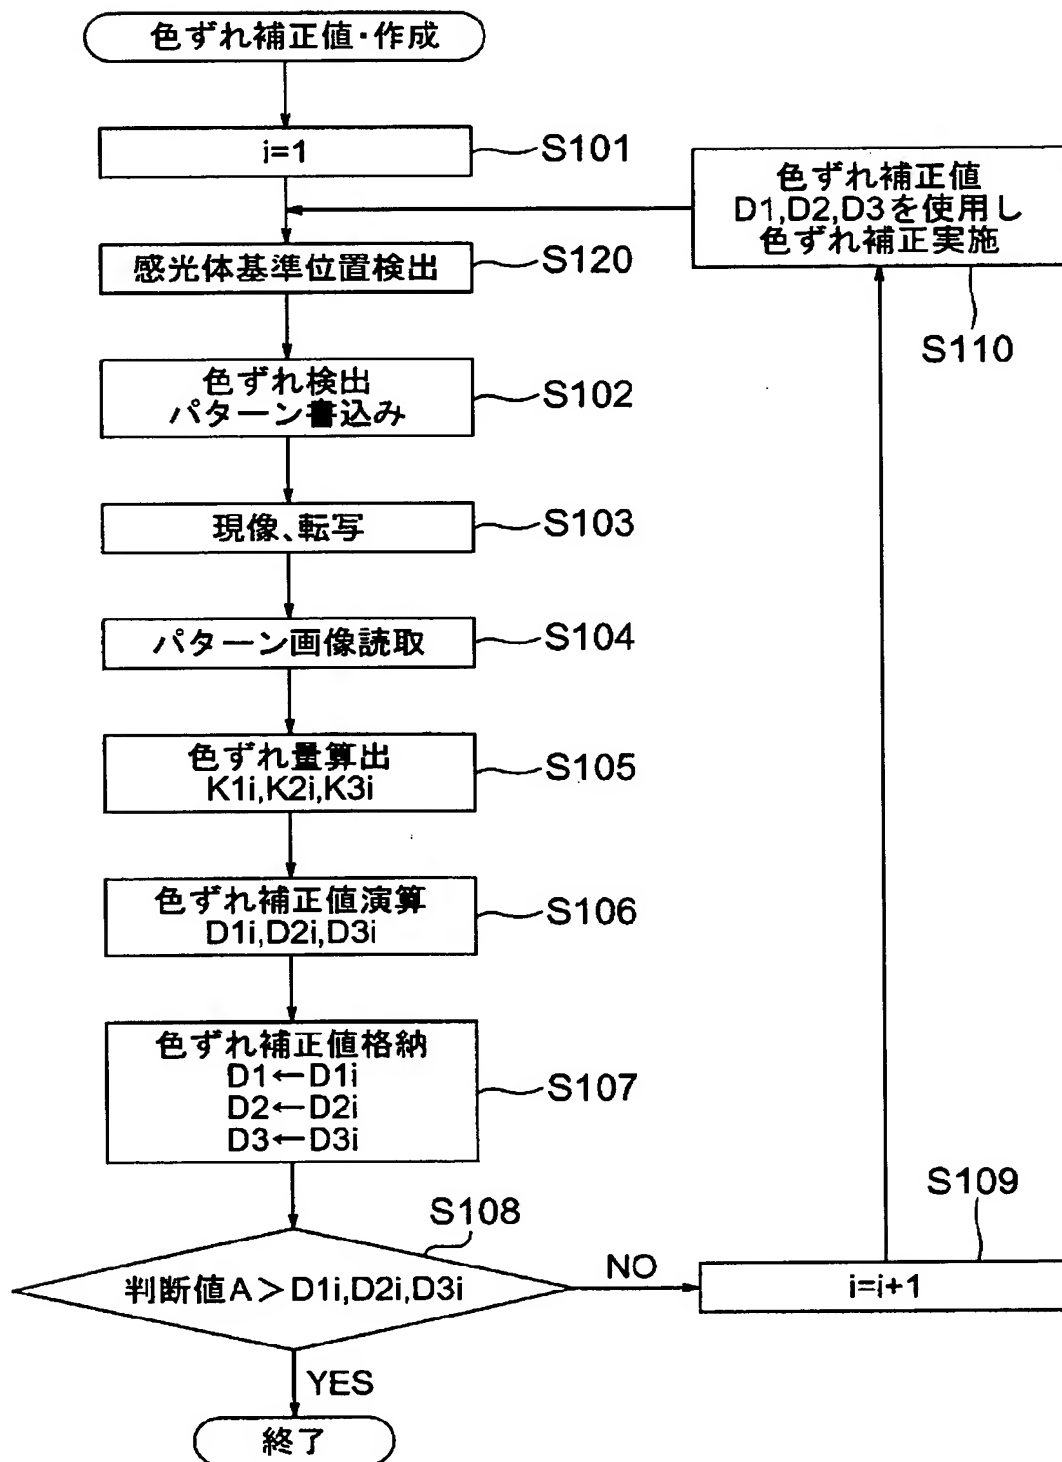 色ずれ補正値・作成
i=1
S101
感光体基準位置検出
S120
色ずれ検出
パターン書込み
S102
現像、転写
S103
パターン画像読取
S104
色ずれ量算出
K1i,K2i,K3i
S105
色ずれ補正値演算
D1i,D2i,D3i
S106
色ずれ補正値格納
D1←D1i
D2←D2i
D3←D3i
S107
S108
判断値A＞D1i,D2i,D3i
NO
YES
終了
S109
i=i+1
色ずれ補正値
D1,D2,D3を使用し
色ずれ補正実施
S110